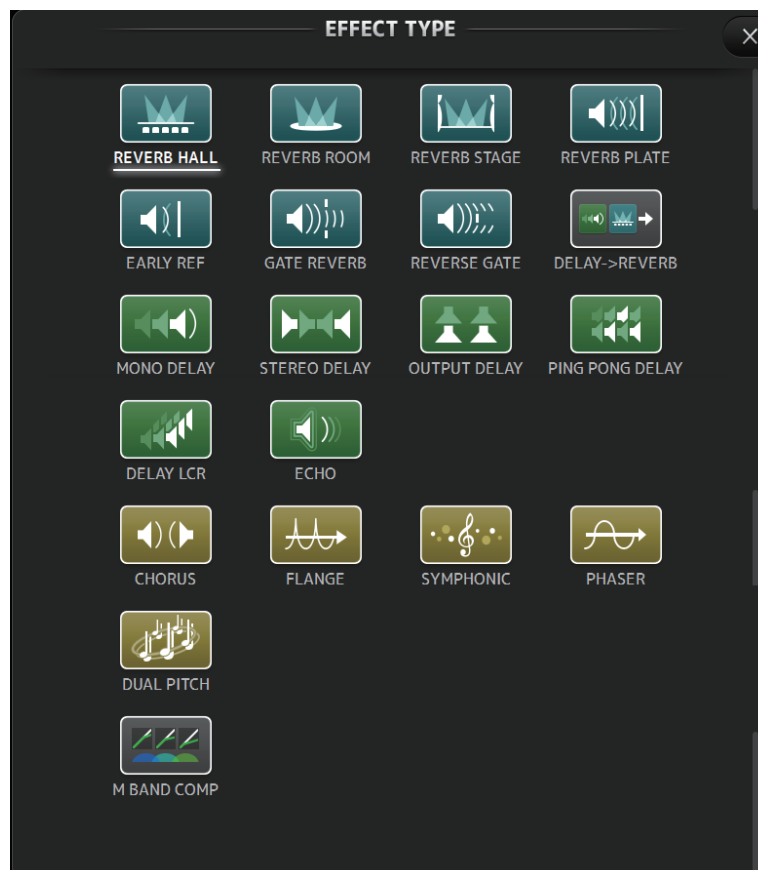 EFFECT TYPE
REVERB HALL
REVERB ROOM
REVERB STAGE
REVERB PLATE
EARLY REF
GATE REVERB
REVERSE GATE
DELAY->REVERB
MONO DELAY
STEREO DELAY
OUTPUT DELAY
PING PONG DELAY
DELAY LCR
ECHO
CHORUS
FLANGE
SYMPHONIC
PHASER
DUAL PITCH
M BAND COMP